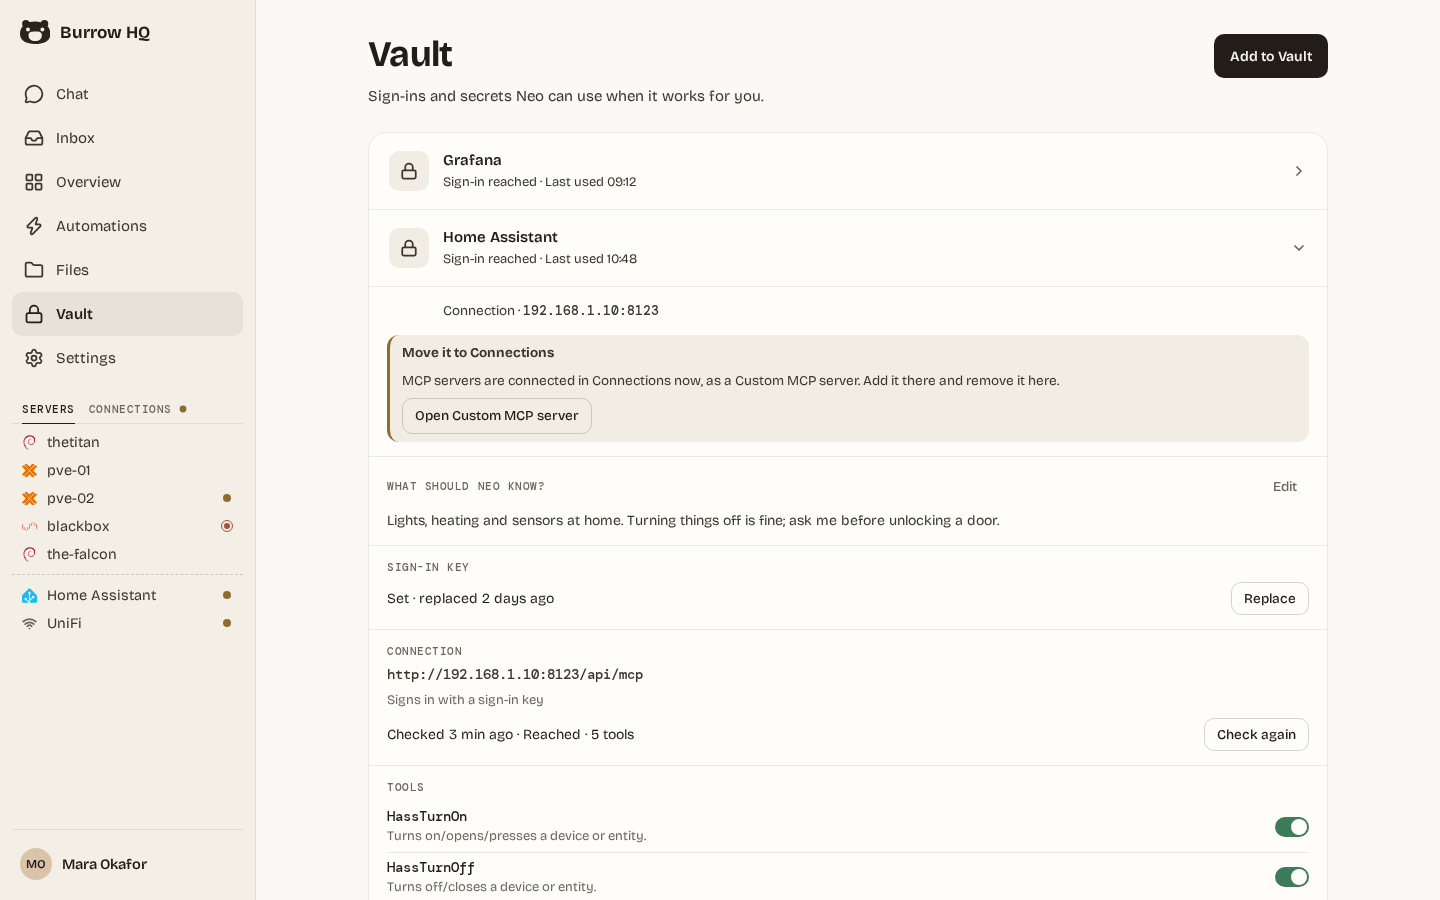 Burrow HQ
Chat
Inbox
Overview
Automations
Files
Vault
Settings
SERVERS CONNECTIONS
thetitan
pve-01
pve-02
blackbox
the-falcon
Home Assistant
UniFi
MO Mara Okafor
Vault
Add to Vault
Sign-ins and secrets Neo can use when it works for you.
Grafana
Sign-in reached · Last used 09:12
Home Assistant
Sign-in reached · Last used 10:48
Connection · 192.168.1.10:8123
Move it to Connections
MCP servers are connected in Connections now, as a Custom MCP server. Add it there and remove it here.
Open Custom MCP server
WHAT SHOULD NEO KNOW?
Edit
Lights, heating and sensors at home. Turning things off is fine; ask me before unlocking a door.
SIGN-IN KEY
Set · replaced 2 days ago
Replace
CONNECTION
http://192.168.1.10:8123/api/mcp
Signs in with a sign-in key
Checked 3 min ago · Reached · 5 tools
Check again
TOOLS
HassTurnOn
Turns on/opens/presses a device or entity.
HassTurnOff
Turns off/closes a device or entity.